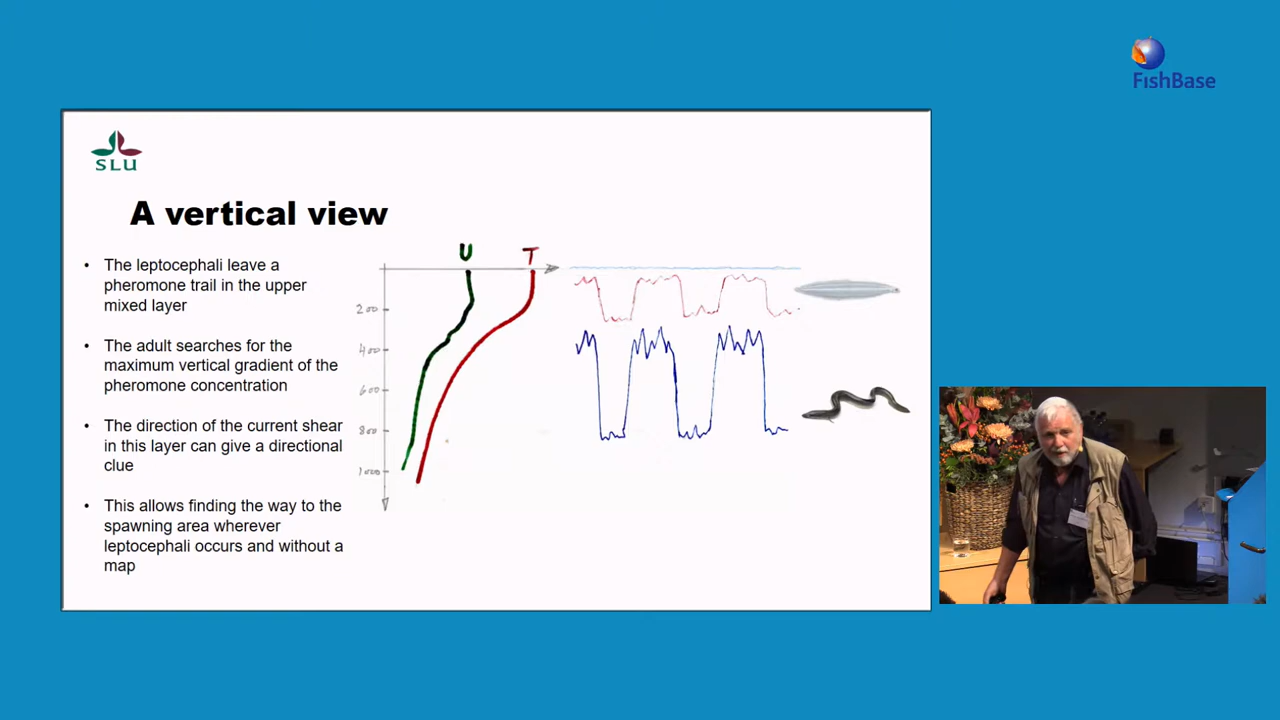 FishBase
SLU
A vertical view
• The leptocephali leave a
pheromone trail in the upper
mixed layer
• The adult searches for the
maximum vertical gradient of the
pheromone concentration
• The direction of the current shear
in this layer can give a directional
clue
• This allows finding the way to the
spawning area wherever
leptocephali occurs and without a
map
U T
200
400
600
800
1000